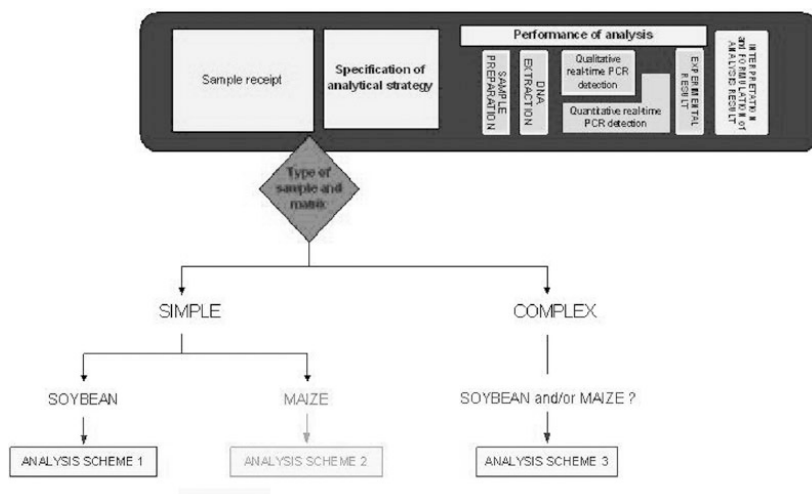 Performance of analysis
Sample receipt
Specification of
analytical strategy
SAMPLE
PREPARATION
DNA
EXTRACTION
Qualitative
real-time PCR
detection
Quantitative real-time
PCR detection
EXPERIMENTAL
RESULT
INTERPRETATION
and FORMULATION of
ANALYSIS RESULT
Type of
sample and
matrix
SIMPLE
COMPLEX
SOYBEAN
MAIZE
SOYBEAN and/or MAIZE ?
ANALYSIS SCHEME 1
ANALYSIS SCHEME 2
ANALYSIS SCHEME 3